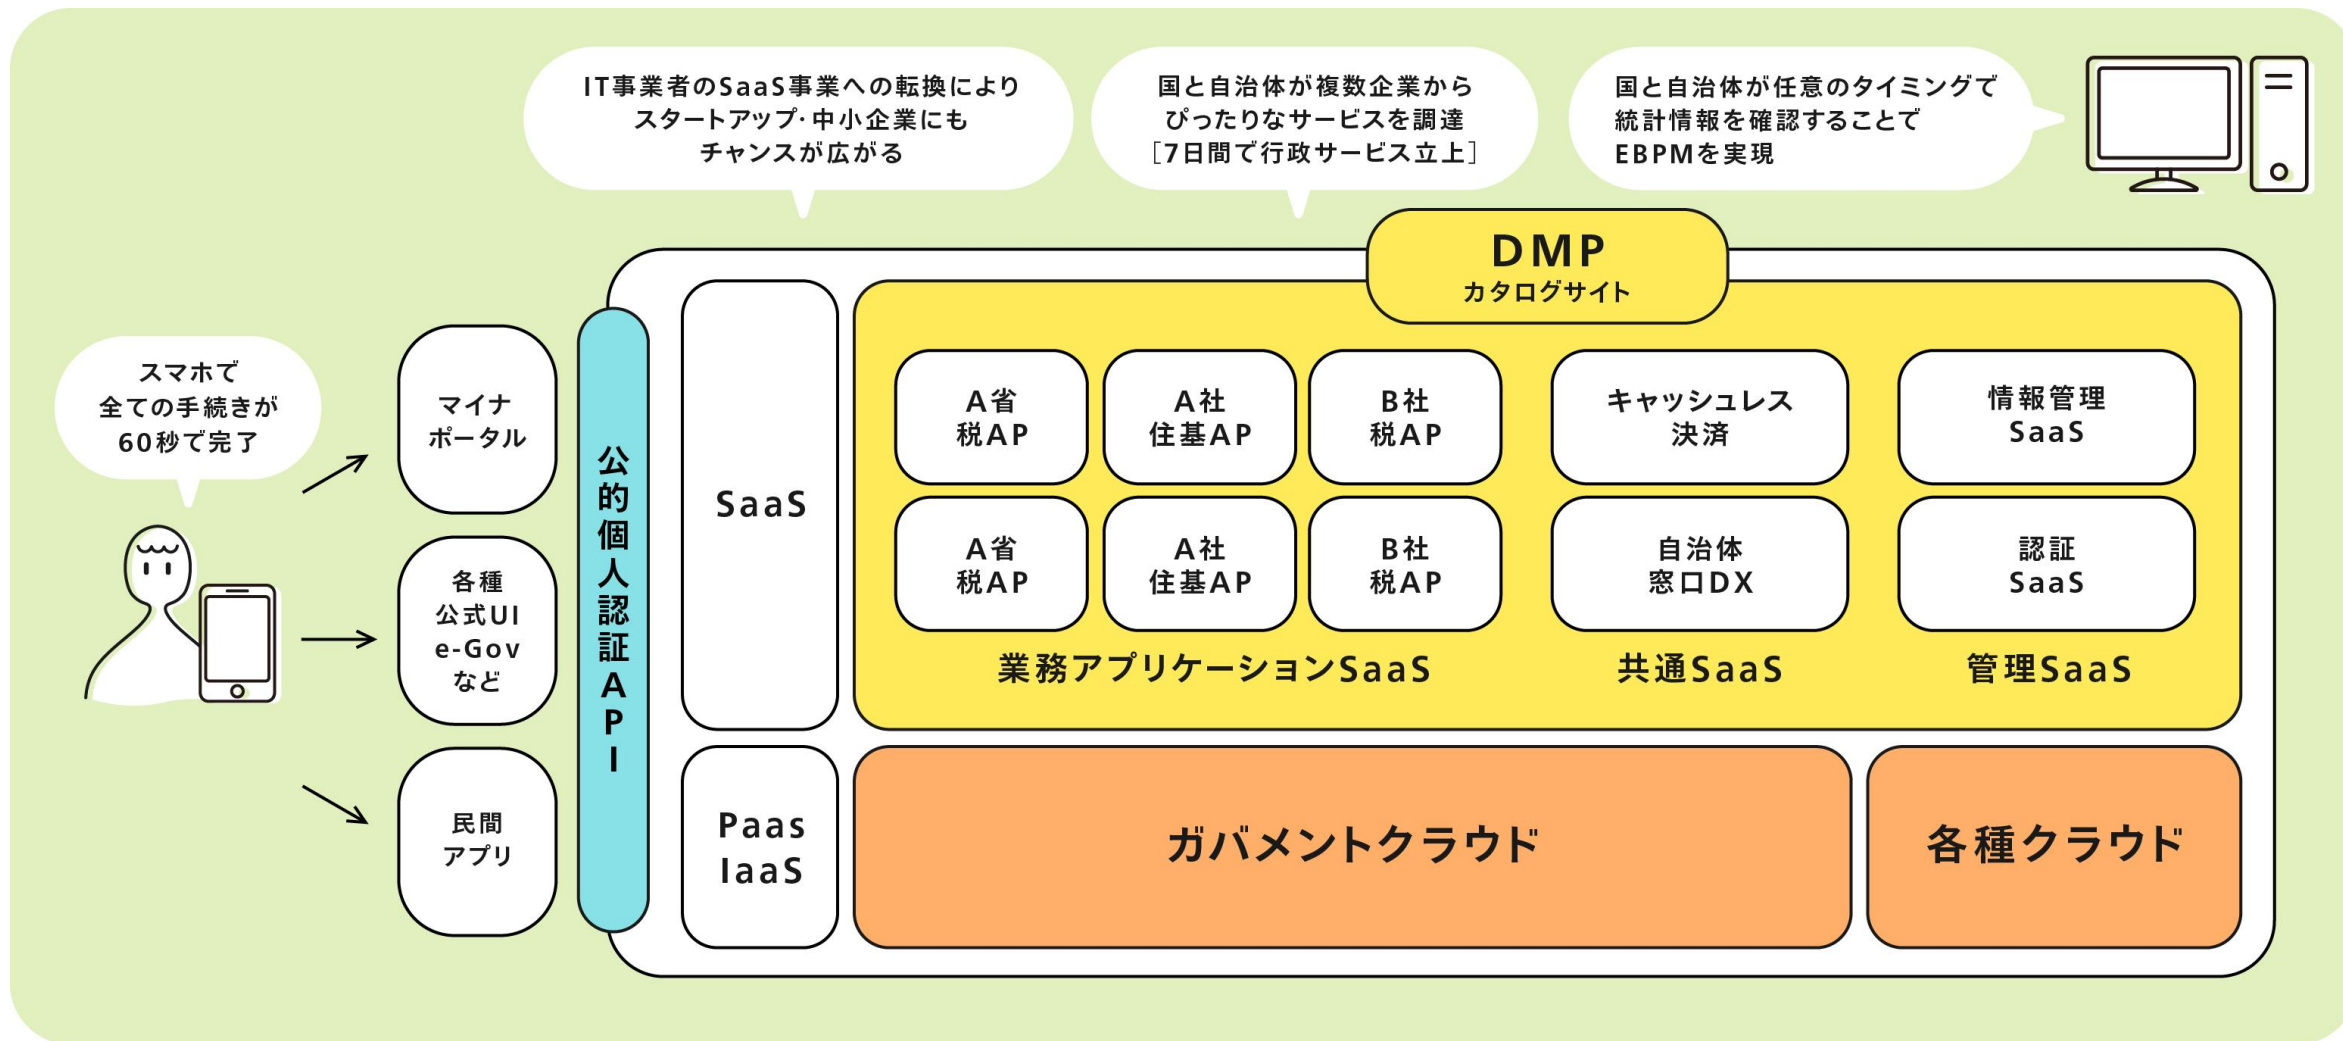 IT事業者のSaaS事業への転換により
スタートアップ・中小企業にも
チャンスが広がる
国と自治体が複数企業から
ぴったりなサービスを調達
[7日間で行政サービス立上]
国と自治体が任意のタイミングで
統計情報を確認することで
EBPMを実現
スマホで
全ての手続きが
60秒で完了
マイナ
ポータル
各種
公式UI
e-Gov
など
民間
アプリ
公的個人認証API
SaaS
DMP
カタログサイト
A省
税AP
A社
住基AP
B社
税AP
キャッシュレス
決済
情報管理
SaaS
A省
税AP
A社
住基AP
B社
税AP
自治体
窓口DX
認証
SaaS
業務アプリケーションSaaS
共通SaaS
管理SaaS
Paas
IaaS
ガバメントクラウド
各種クラウド